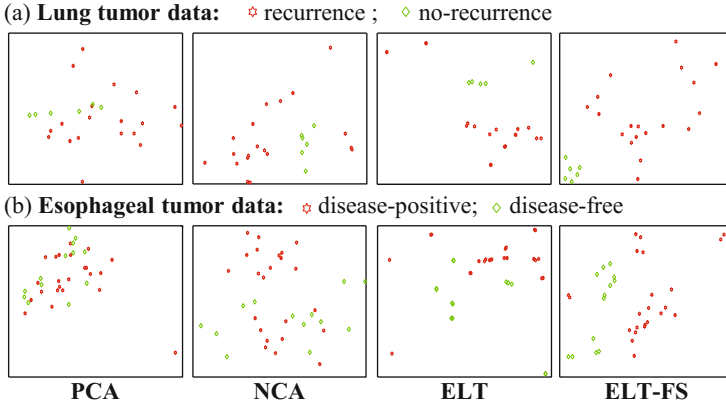 (a) Lung tumor data: ✡ recurrence ; ◇ no-recurrence
(b) Esophageal tumor data: ✡ disease-positive; ◇ disease-free
PCA NCA ELT ELT-FS